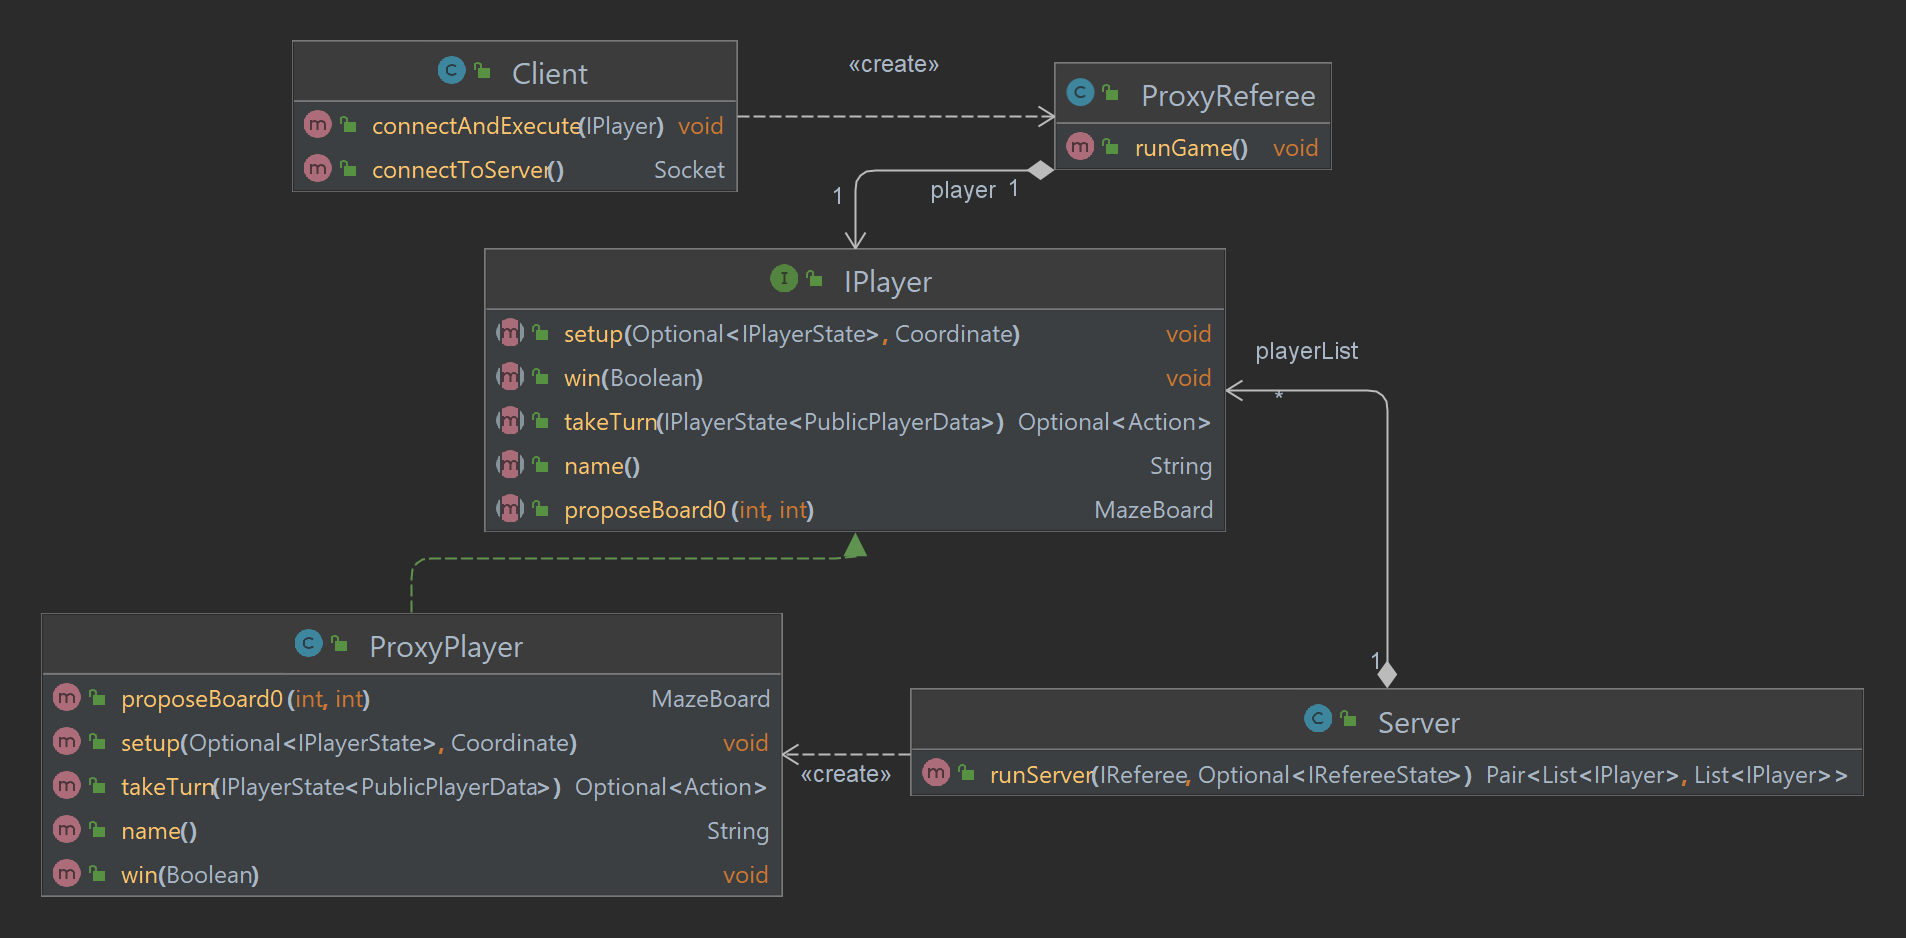 Client
connectAndExecute(IPlayer) void
connectToServer() Socket
«create»
ProxyReferee
runGame() void
player 1
1
IPlayer
setup(Optional<IPlayerState>, Coordinate) void
win(Boolean) void
takeTurn(IPlayerState<PublicPlayerData>) Optional<Action>
name() String
proposeBoard0(int, int) MazeBoard
playerList
*
1
ProxyPlayer
proposeBoard0(int, int) MazeBoard
setup(Optional<IPlayerState>, Coordinate) void
takeTurn(IPlayerState<PublicPlayerData>) Optional<Action>
name() String
win(Boolean) void
«create»
Server
runServer(IReferee, Optional<IRefereeState>) Pair<List<IPlayer>, List<IPlayer>>